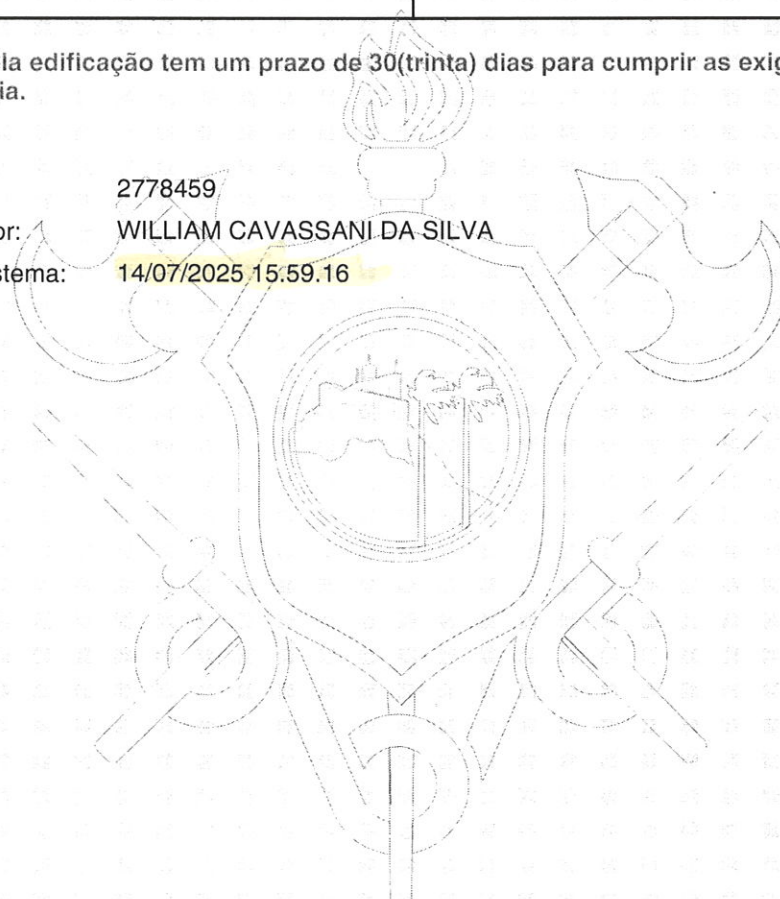 la edificação tem um prazo de 30(trinta) dias para cumprir as exig
ia.
2778459
or: WILLIAM CAVASSANI DA SILVA
stema: 14/07/2025 15.59.16